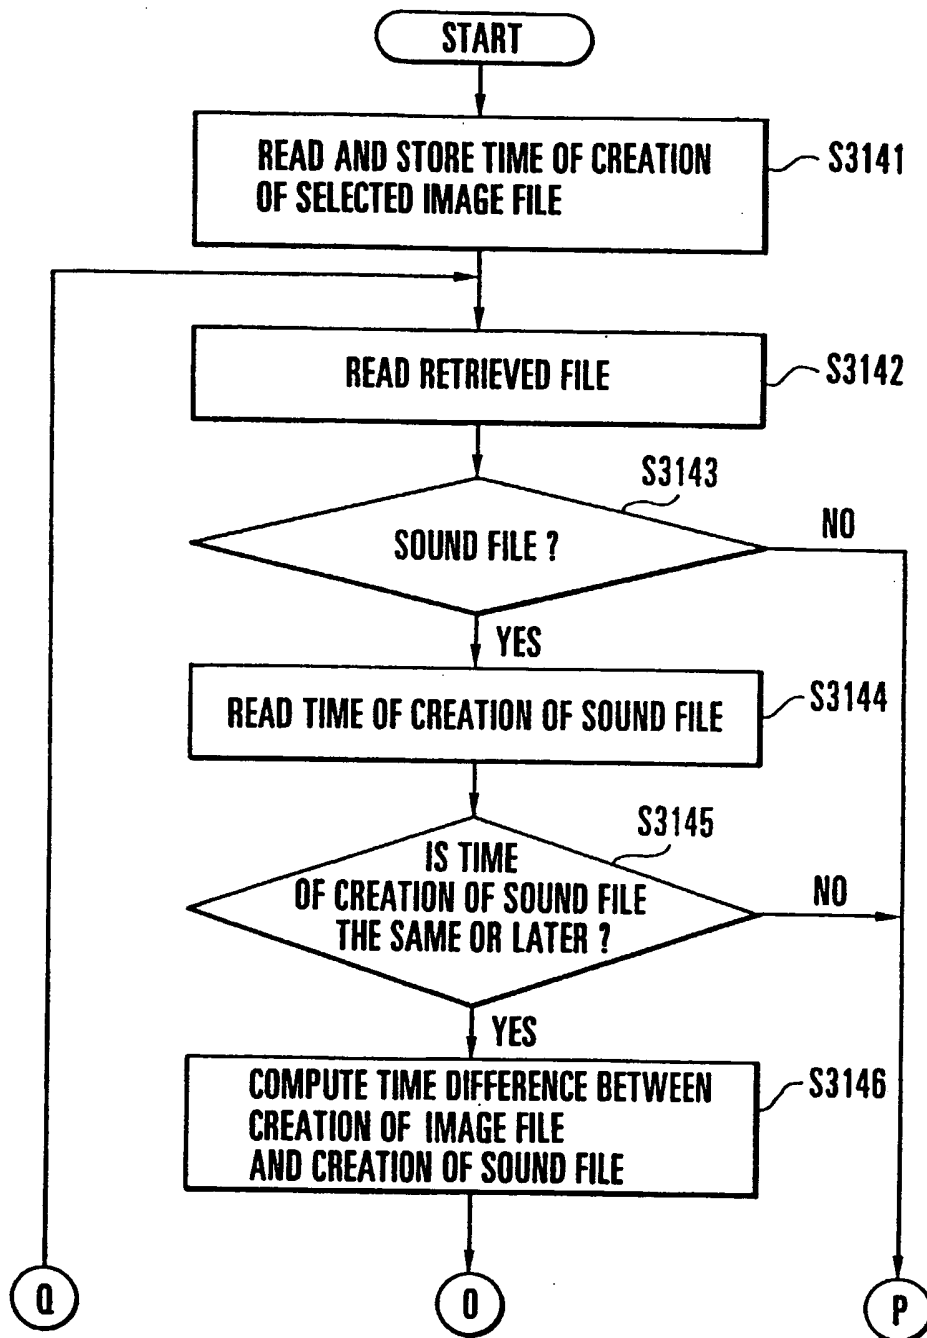 START
READ AND STORE TIME OF CREATION
OF SELECTED IMAGE FILE
S3141
READ RETRIEVED FILE
S3142
S3143
SOUND FILE ?
NO
YES
READ TIME OF CREATION OF SOUND FILE
S3144
S3145
IS TIME
OF CREATION OF SOUND FILE
THE SAME OR LATER ?
NO
YES
COMPUTE TIME DIFFERENCE BETWEEN
CREATION OF IMAGE FILE
AND CREATION OF SOUND FILE
S3146
Q
O
P